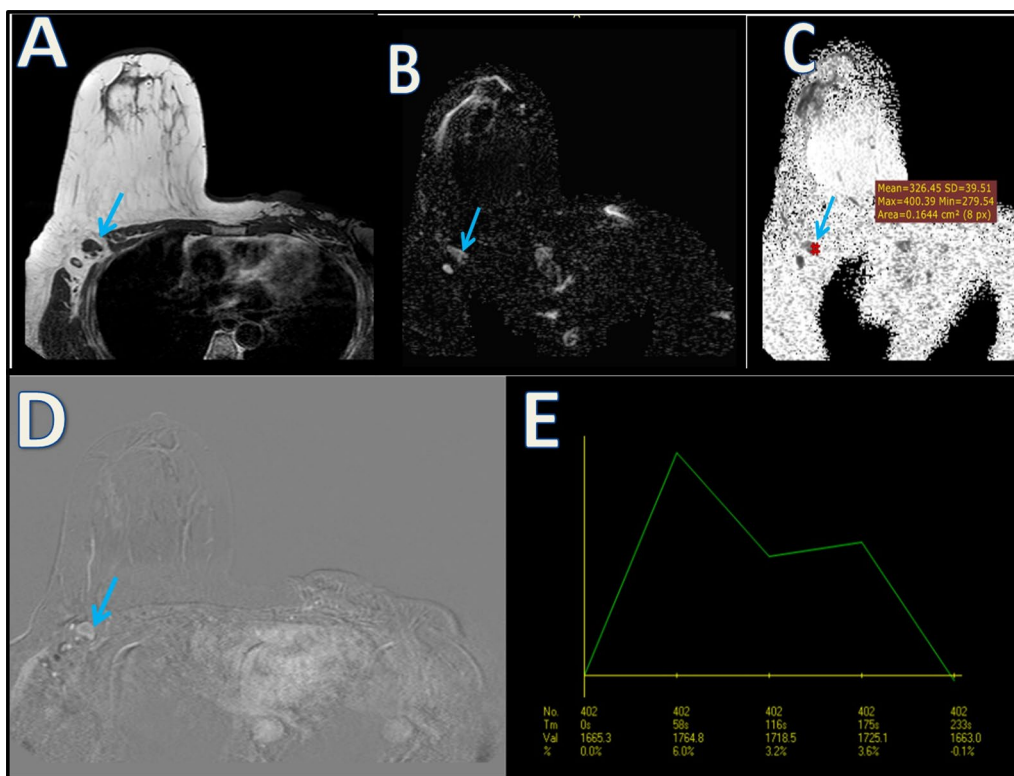 A
B
C
Mean=326.45 SD=39.51
Max=400.39 Min=279.54
Area=0.1644 cm² (8 px)
D
E
No. 402 402 402 402 402
Tm 0s 58s 116s 175s 233s
Val 1665.3 1764.8 1718.5 1725.1 1663.0
% 0.0% 6.0% 3.2% 3.6% -0.1%